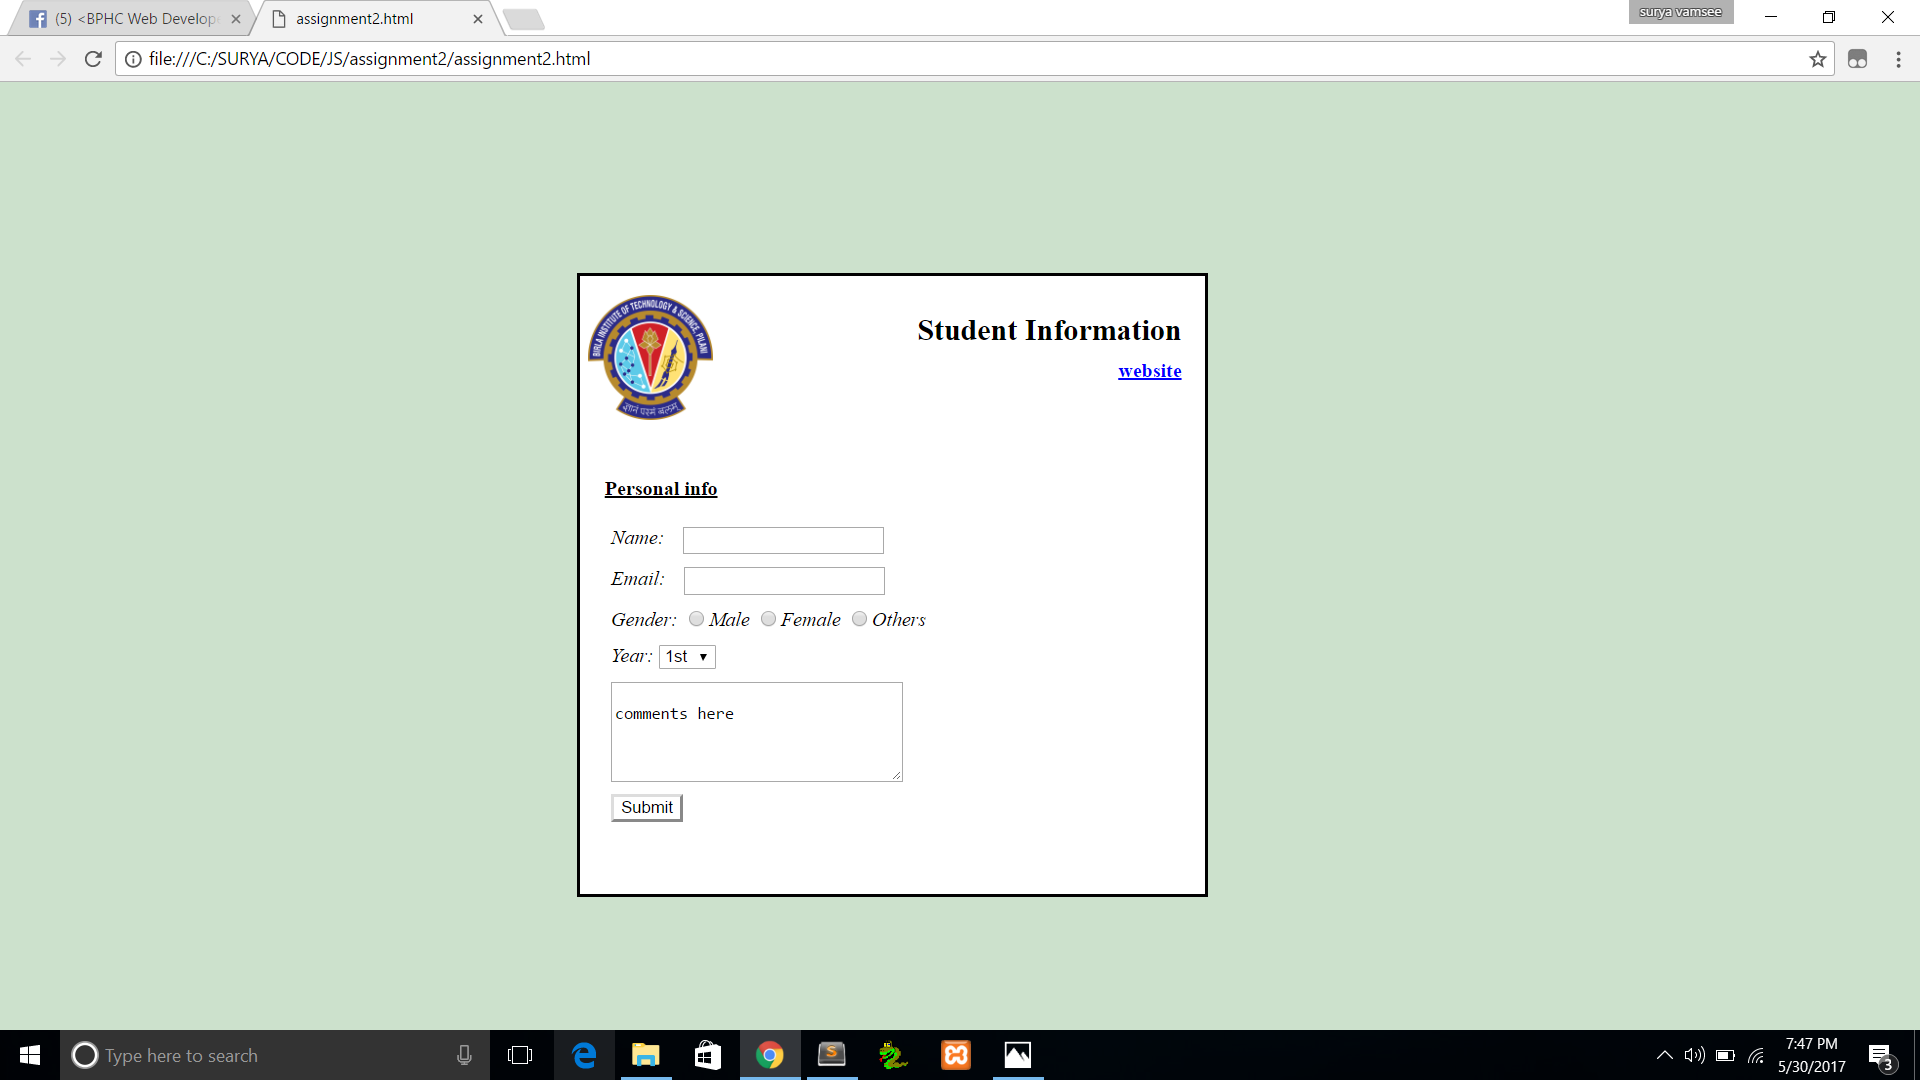 (5) <BPHC Web Develop
assignment2.html
surya vamsee
file:///C:/SURYA/CODE/JS/assignment2/assignment2.html
BIRLA INSTITUTE OF TECHNOLOGY & SCIENCE, PILANI
ज्ञानं परमं बलम्
Student Information
website
Personal info
Name:
Email:
Gender: Male Female Others
Year: 1st
comments here
Submit
Type here to search
7:47 PM
5/30/2017
3